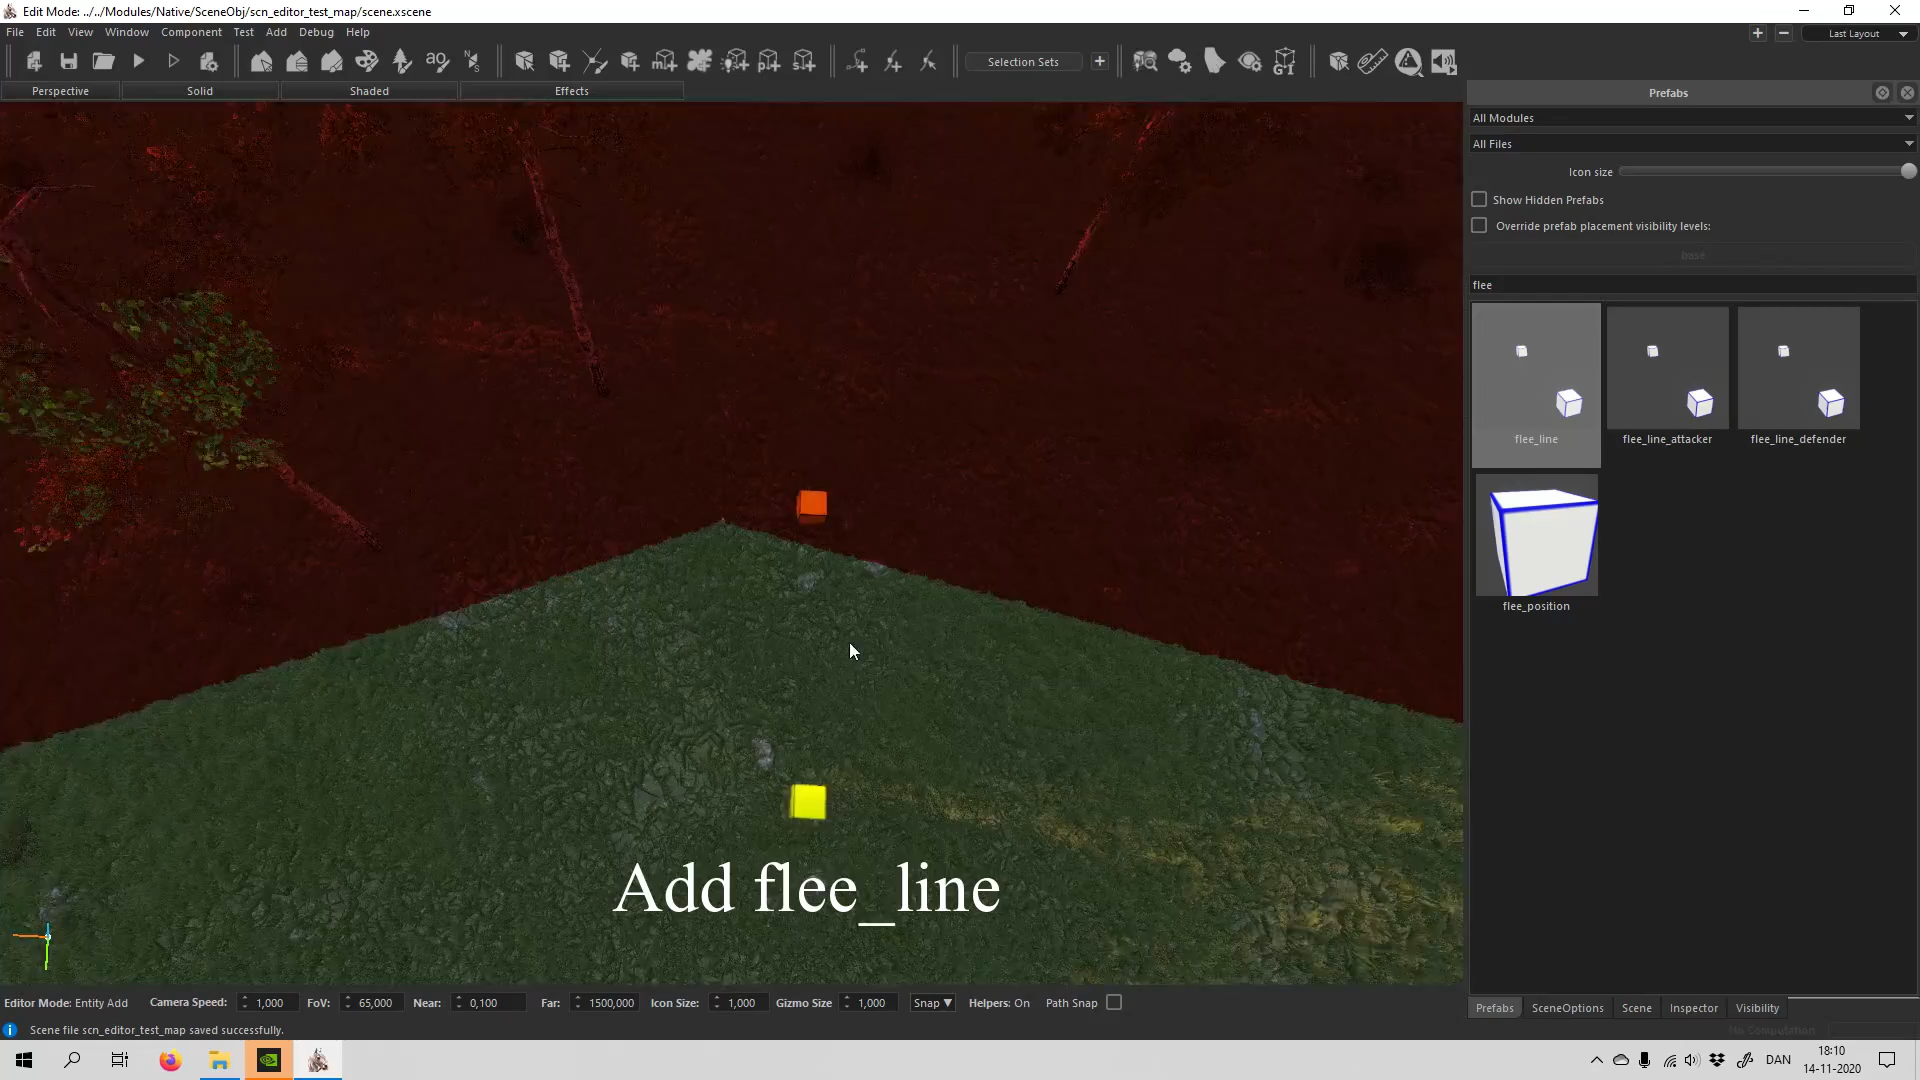 Edit Mode: ../../Modules/Native/SceneObj/scn_editor_test_map/scene.xscene
File Edit View Window Component Test Add Debug Help
Last Layout
Selection Sets
Perspective Solid Shaded Effects
Prefabs
All Modules
All Files
Icon size
Show Hidden Prefabs
Override prefab placement visibility levels:
base
flee
flee_line flee_line_attacker flee_line_defender
flee_position
Add flee_line
Editor Mode: Entity Add Camera Speed: 1,000 FoV: 65,000 Near: 0,100 Far: 1500,000 Icon Size: 1,000 Gizmo Size 1,000 Snap Helpers: On Path Snap
Prefabs SceneOptions Scene Inspector Visibility
Scene file scn_editor_test_map saved successfully.
No Computation
DAN
18:10
14-11-2020